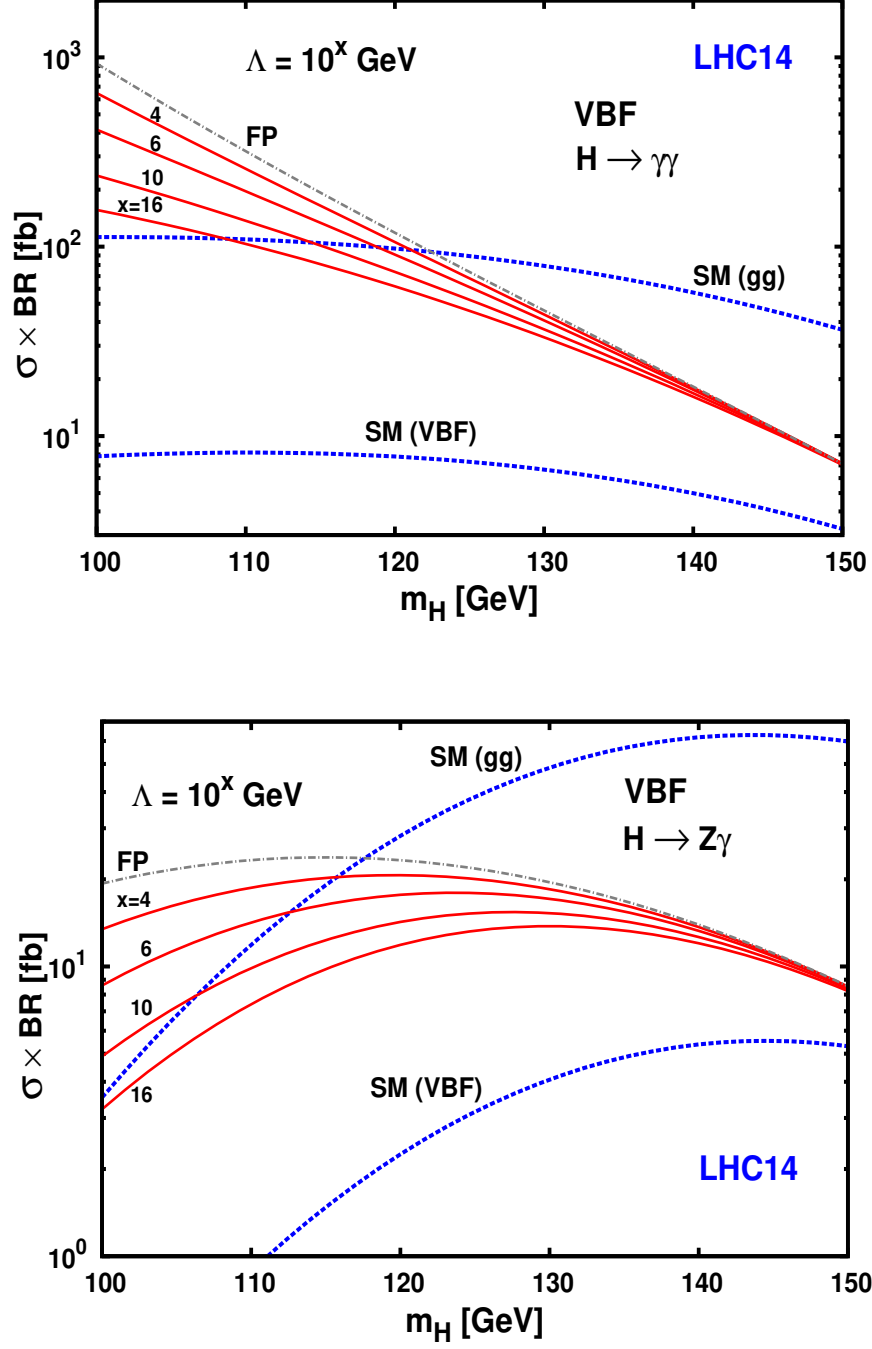 Λ = 10^x GeV
LHC14
VBF
H → γγ
FP
4
6
10
x=16
SM (gg)
SM (VBF)
10^3
10^2
10^1
σ × BR [fb]
100 110 120 130 140 150
m_H [GeV]
SM (gg)
VBF
Λ = 10^x GeV
H → Zγ
FP
x=4
6
10
16
SM (VBF)
LHC14
10^1
10^0
σ × BR [fb]
100 110 120 130 140 150
m_H [GeV]